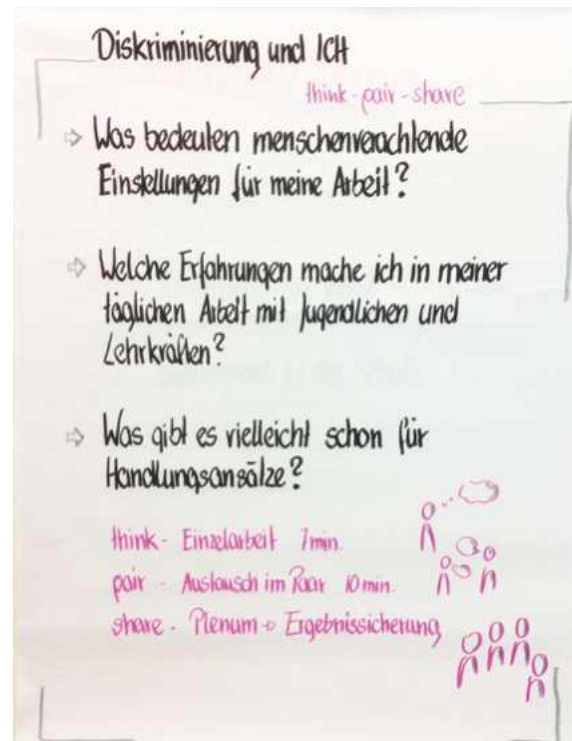 Diskriminierung und ICH
think - pair - share
⇨ Was bedeuten menschenverachtende
Einstellungen für meine Arbeit?
⇨ Welche Erfahrungen mache ich in meiner
täglichen Arbeit mit Jugendlichen und
Lehrkräften?
⇨ Was gibt es vielleicht schon für
Handlungsansätze?
think - Einzelarbeit 7min.
pair - Austausch im Paar 10min.
share - Plenum → Ergebnissicherung